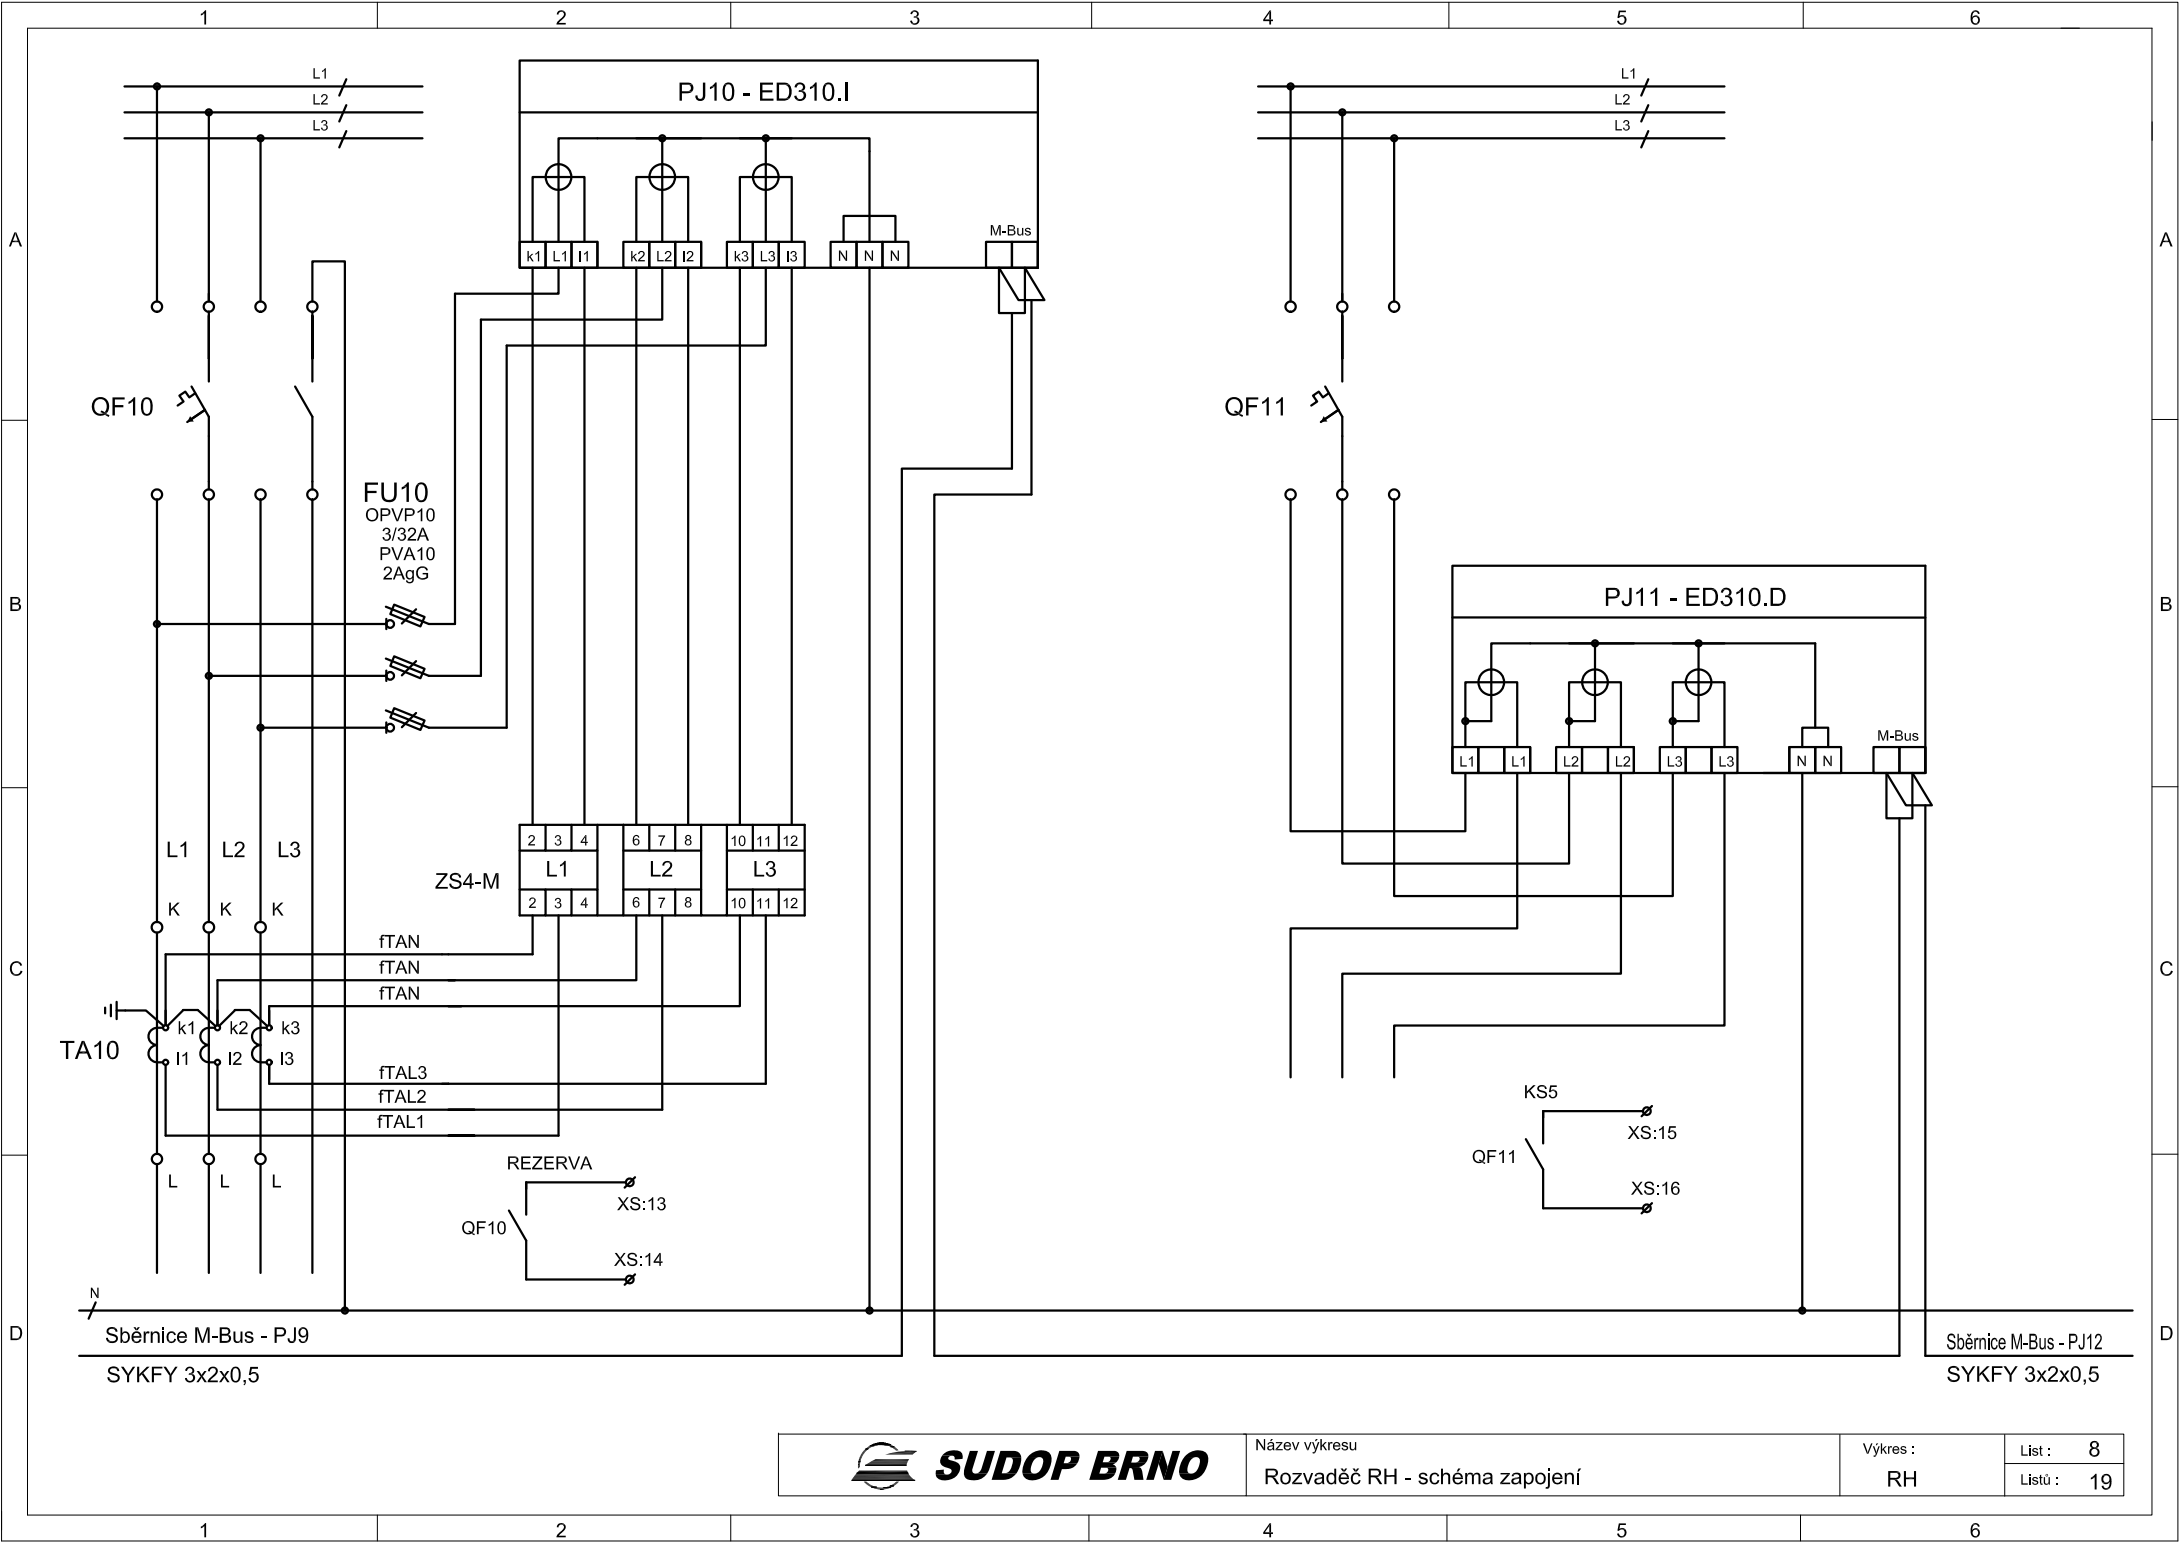 1 2 3 4 5 6
L1
L2
L3
PJ10 - ED310.I
M-Bus
k1 L1 l1 k2 L2 l2 k3 L3 l3 N N N
A
QF10
FU10
OPVP10
3/32A
PVA10
2AgG
B
L1 L2 L3
ZS4-M
2 3 4 6 7 8 10 11 12
L1 L2 L3
2 3 4 6 7 8 10 11 12
K K K
C
fTAN
fTAN
fTAN
k1 k2 k3
TA10
l1 l2 l3
fTAL3
fTAL2
fTAL1
L L L
REZERVA
XS:13
QF10
XS:14
N
D
Sběrnice M-Bus - PJ9
SYKFY 3x2x0,5
L1
L2
L3
A
QF11
B
PJ11 - ED310.D
M-Bus
L1 L1 L2 L2 L3 L3 N N
C
KS5
XS:15
QF11
XS:16
D
Sběrnice M-Bus - PJ12
SYKFY 3x2x0,5
SUDOP BRNO
Název výkresu
Rozvaděč RH - schéma zapojení
Výkres :
RH
List : 8
Listů : 19
1 2 3 4 5 6